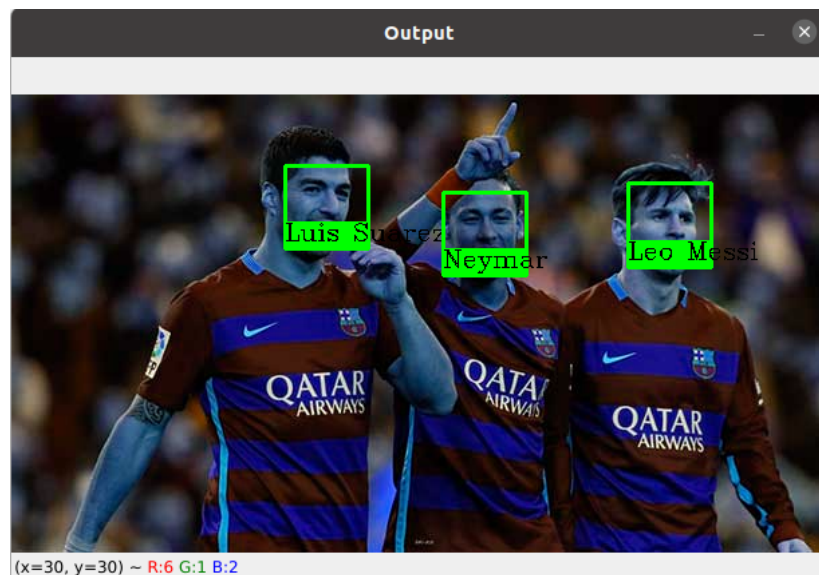 Output
Luis Suarez
Neymar
Leo Messi
QATAR
AIRWAYS
QATAR
AIRWAYS
QATAR
AIRWAYS
(x=30, y=30) ~ R:6 G:1 B:2